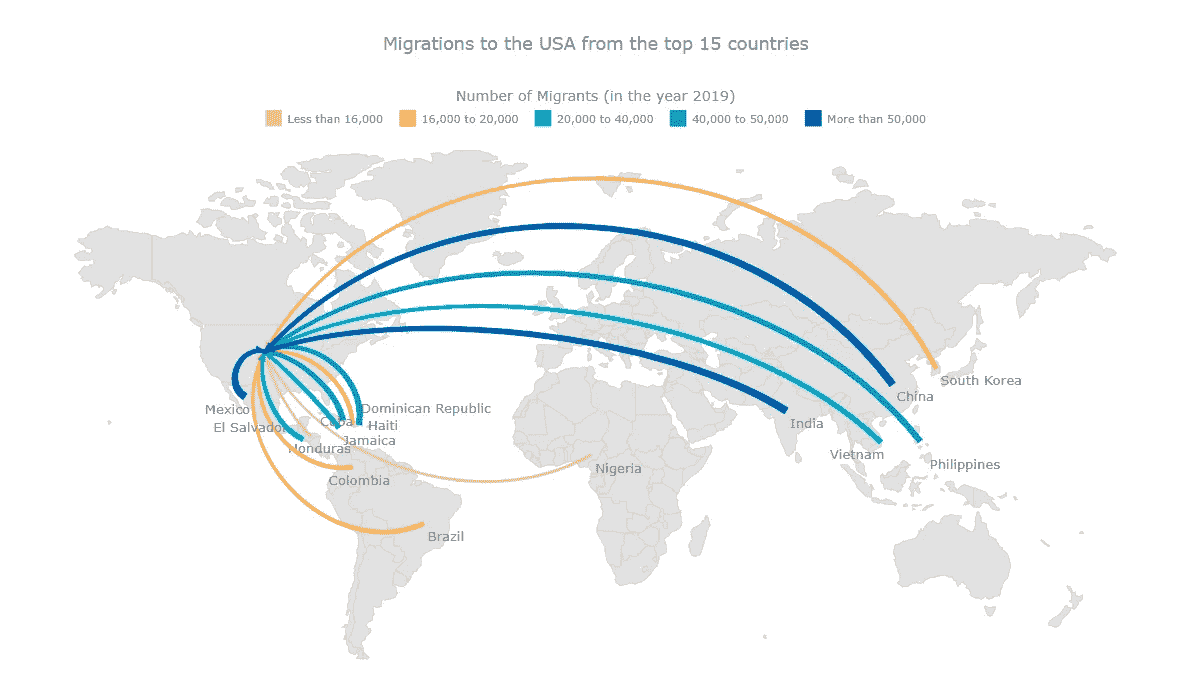 Migrations to the USA from the top 15 countries
Number of Migrants (in the year 2019)
Less than 16,000 16,000 to 20,000 20,000 to 40,000 40,000 to 50,000 More than 50,000
South Korea
China
Mexico
Dominican Republic
Cuba
Haiti
El Salvador
India
Jamaica
Honduras
Vietnam
Philippines
Nigeria
Colombia
Brazil